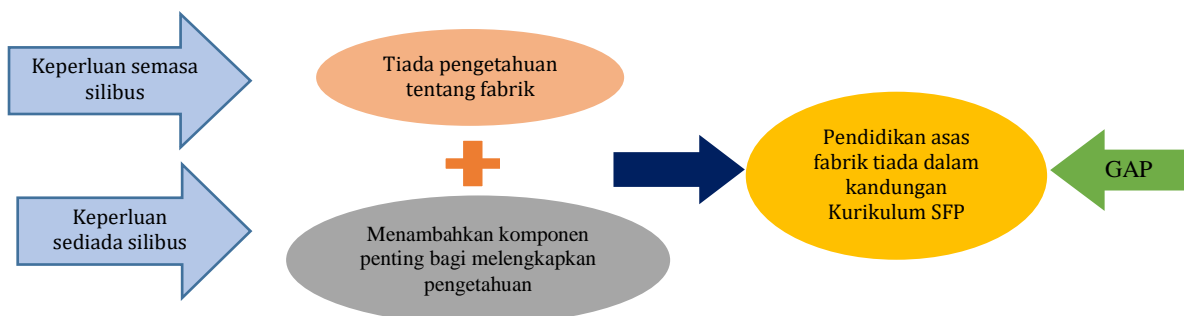 Keperluan semasa
silibus
Tiada pengetahuan
tentang fabrik
Keperluan
sediada silibus
Menambahkan komponen
penting bagi melengkapkan
pengetahuan
Pendidikan asas
fabrik tiada dalam
kandungan
Kurikulum SFP
GAP